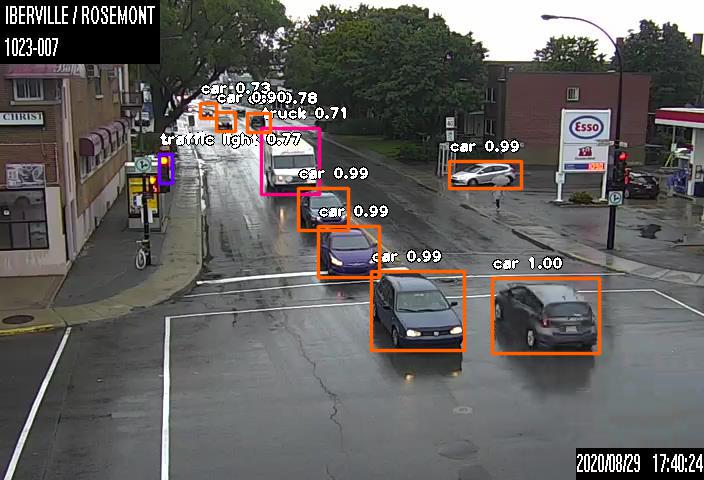 IBERVILLE / ROSEMONT
1023-007
car 0.73
car 0.90
0.78
truck 0.71
traffic light 0.77
CHRIST
Esso
car 0.99
car 0.99
car 0.99
car 0.99
car 1.00
2020/08/29 17:40:24